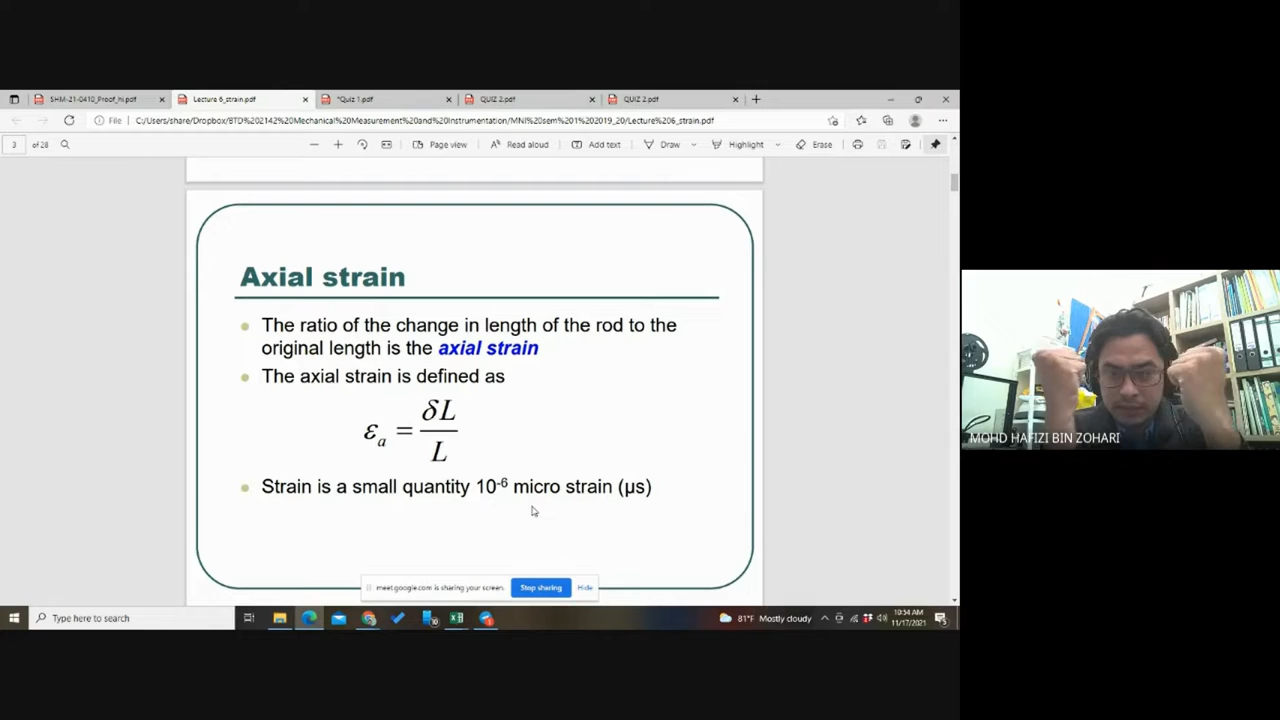 SHM-21-0410_Proof_hi.pdf
Lecture 6_strain.pdf
*Quiz 1.pdf
QUIZ 2.pdf
QUIZ 2.pdf
File
C:/Users/share/Dropbox/BTD%202142%20Mechanical%20Measurement%20and%20Instrumentation/MNI%20sem%201%202019_20/Lecture%206_strain.pdf
3 of 28
Page view
Read aloud
Add text
Draw
Highlight
Erase
Axial strain
The ratio of the change in length of the rod to the
original length is the axial strain
The axial strain is defined as
εa = δL / L
Strain is a small quantity 10-6 micro strain (μs)
meet.google.com is sharing your screen.
Stop sharing
Hide
MOHD HAFIZI BIN ZOHARI
Type here to search
81°F Mostly cloudy
10:54 AM
11/17/2021